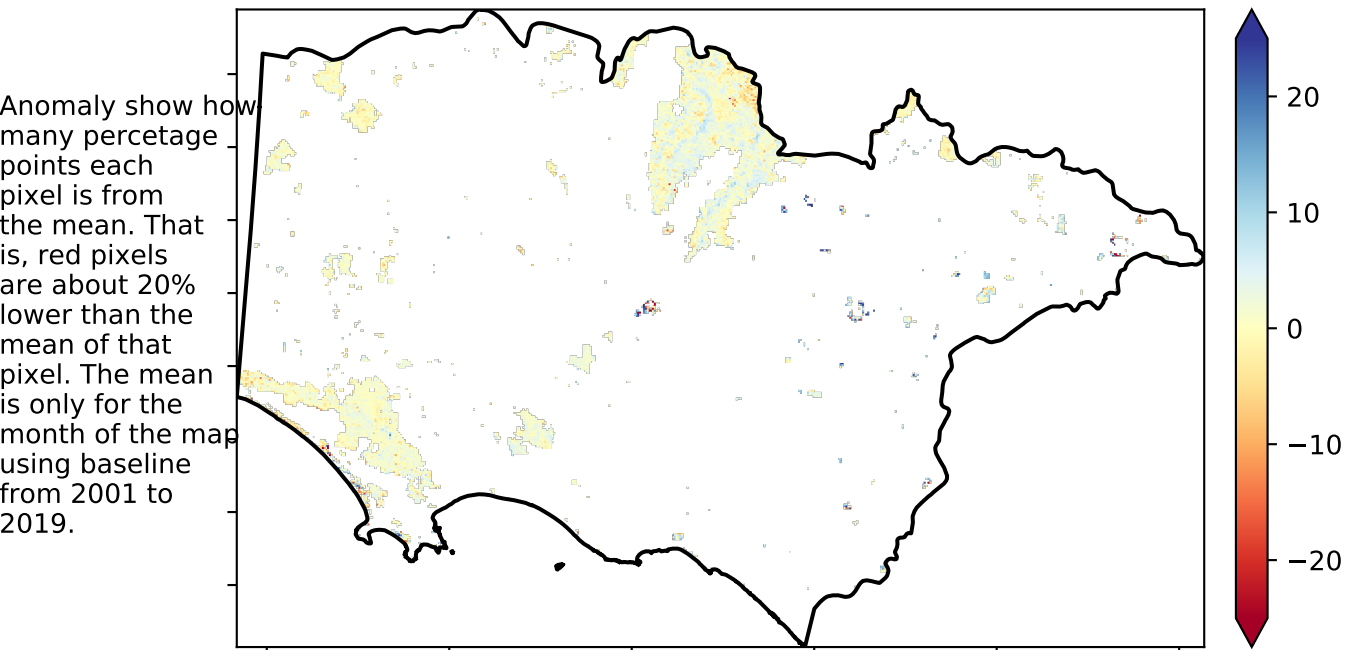 Anomaly show how
many percetage
points each
pixel is from
the mean. That
is, red pixels
are about 20%
lower than the
mean of that
pixel. The mean
is only for the
month of the map
using baseline
from 2001 to
2019.
20
10
0
−10
−20